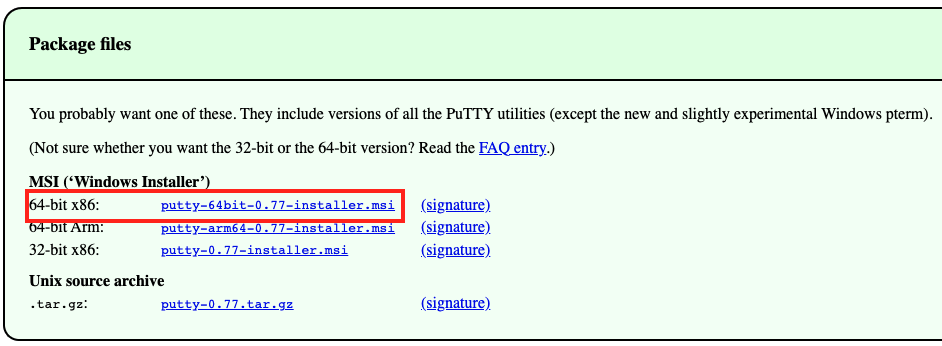 Package files
You probably want one of these. They include versions of all the PuTTY utilities (except the new and slightly experimental Windows pterm).
(Not sure whether you want the 32-bit or the 64-bit version? Read the FAQ entry.)
MSI (‘Windows Installer’)
64-bit x86: putty-64bit-0.77-installer.msi (signature)
64-bit Arm: putty-arm64-0.77-installer.msi (signature)
32-bit x86: putty-0.77-installer.msi (signature)
Unix source archive
.tar.gz: putty-0.77.tar.gz (signature)